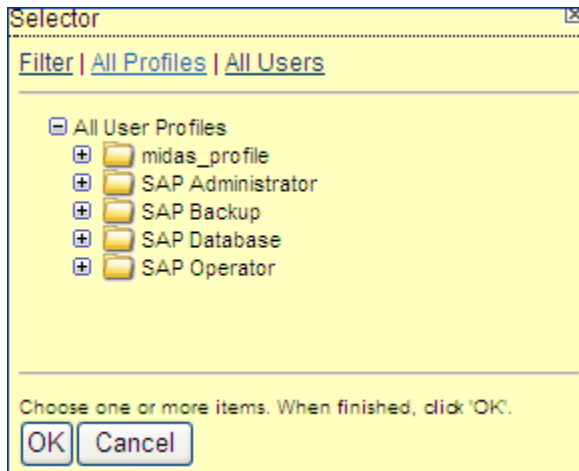 Selector
Filter | All Profiles | All Users
All User Profiles
midas_profile
SAP Administrator
SAP Backup
SAP Database
SAP Operator
Choose one or more items. When finished, click 'OK'.
OK Cancel